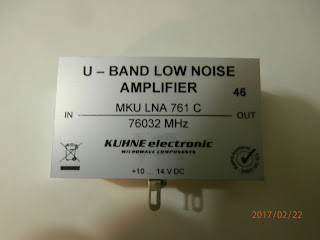 U – BAND LOW NOISE
AMPLIFIER
46
MKU LNA 761 C
IN
OUT
76032 MHz
KUHNE electronic
MICROWAVE COMPONENTS
+10 ... 14 V DC
2017/02/22